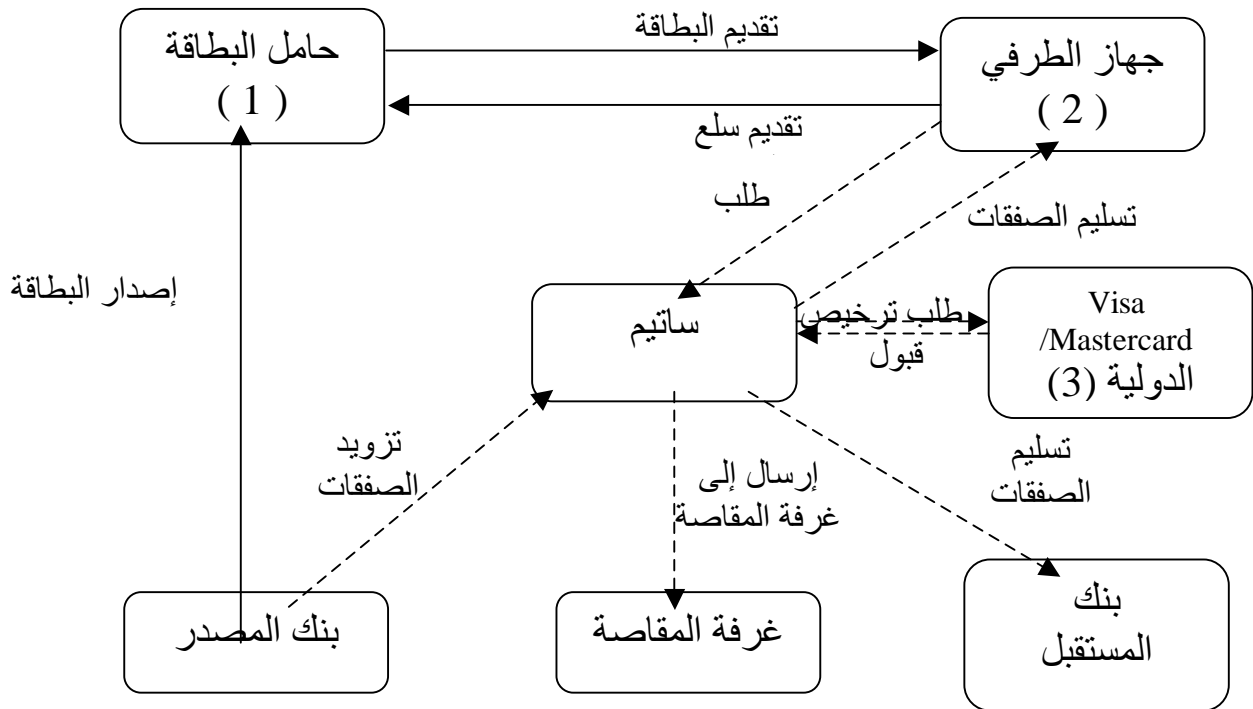 تقديم البطاقة
حامل البطاقة
( 1 )
جهاز الطرفي
( 2 )
تقديم سلع
طلب
تسليم الصفقات
إصدار البطاقة
ساتيم
طلب ترخيص
قبول
Visa
/Mastercard
الدولية (3)
تزويد
الصفقات
إرسال إلى
غرفة المقاصة
تسليم
الصفقات
بنك المصدر
غرفة المقاصة
بنك
المستقبل